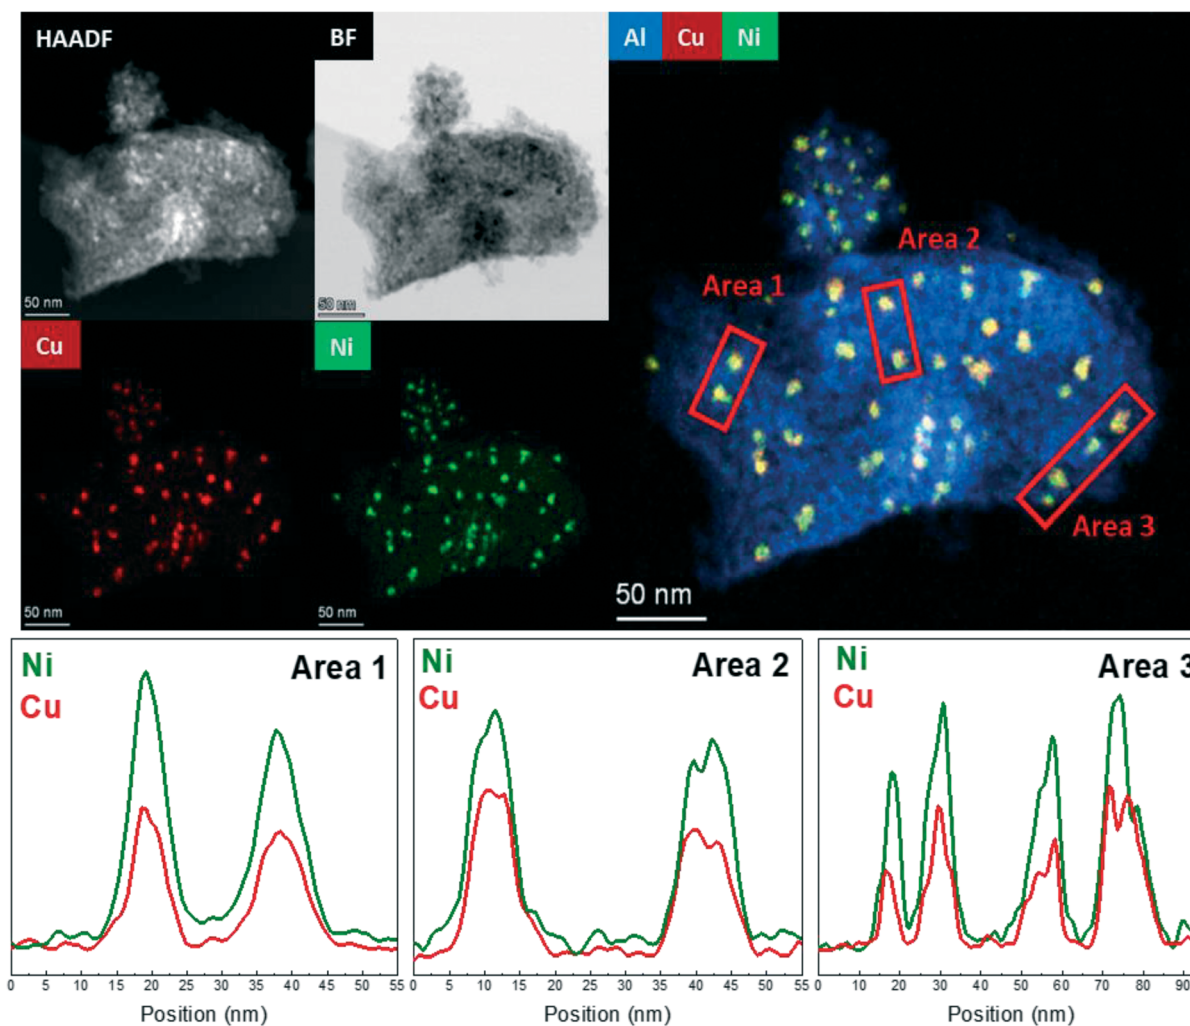 HAADF
BF
Al Cu Ni
50 nm
50 nm
Area 1
Area 2
Area 3
Cu
Ni
50 nm
50 nm
50 nm
Ni
Cu
Area 1
0 5 10 15 20 25 30 35 40 45 50 55
Position (nm)
Ni
Cu
Area 2
0 5 10 15 20 25 30 35 40 45 50 55
Position (nm)
Ni
Cu
Area 3
0 10 20 30 40 50 60 70 80 90
Position (nm)